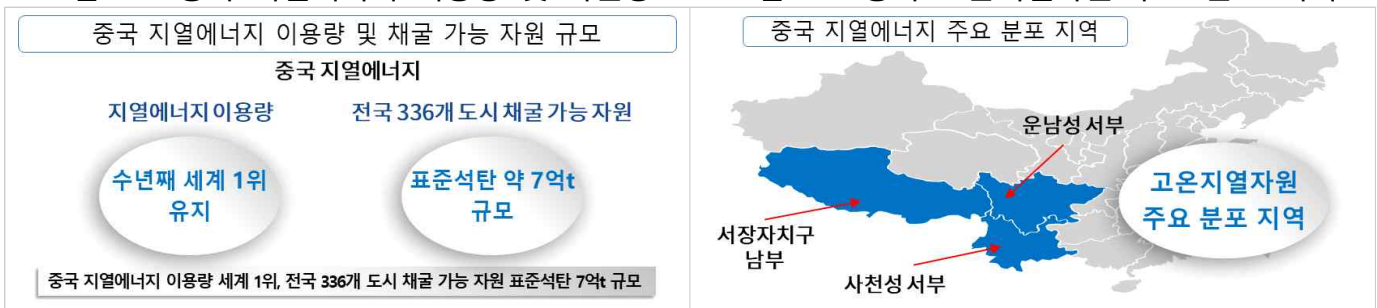 중국 지열에너지 이용량 및 채굴 가능 자원 규모
중국 지열에너지
지열에너지 이용량
전국 336개 도시 채굴 가능 자원
수년째 세계 1위
유지
표준석탄 약 7억t
규모
중국 지열에너지 이용량 세계 1위, 전국 336개 도시 채굴 가능 자원 표준석탄 7억t 규모
중국 지열에너지 주요 분포 지역
운남성 서부
고온지열자원
주요 분포 지역
서장자치구
남부
사천성 서부